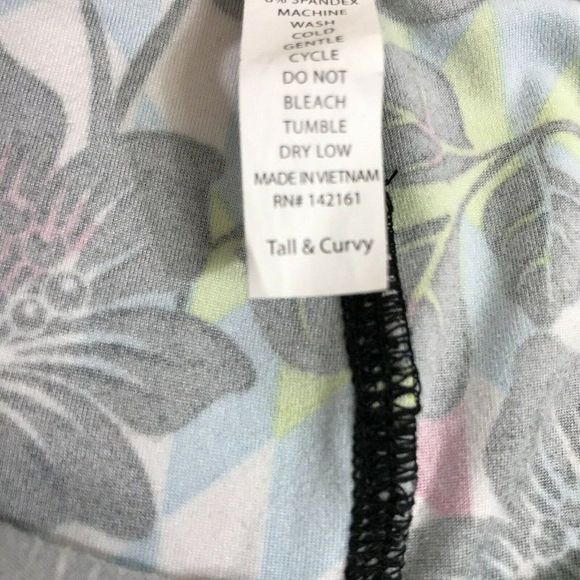 % SPANDEX
MACHINE
WASH
COLD
GENTLE
CYCLE
DO NOT
BLEACH
TUMBLE
DRY LOW
MADE IN VIETNAM
RN# 142161
Tall & Curvy